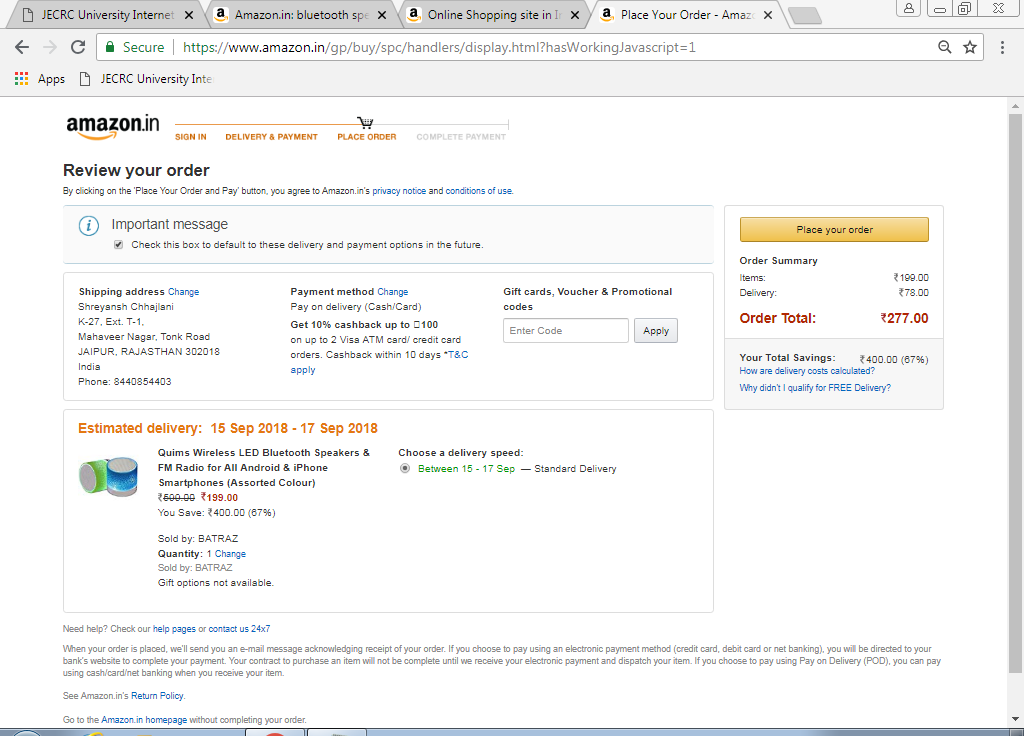 JECRC University Internet
Amazon.in: bluetooth spe
Online Shopping site in I
Place Your Order - Amaz
Secure
https://www.amazon.in/gp/buy/spc/handlers/display.html?hasWorkingJavascript=1
Apps
JECRC University Inte
amazon.in
SIGN IN DELIVERY & PAYMENT PLACE ORDER COMPLETE PAYMENT
Review your order
By clicking on the 'Place Your Order and Pay' button, you agree to Amazon.in's privacy notice and conditions of use.
Important message
Check this box to default to these delivery and payment options in the future.
Shipping address Change
Shreyansh Chhajlani
K-27, Ext. T-1,
Mahaveer Nagar, Tonk Road
JAIPUR, RAJASTHAN 302018
India
Phone: 8440854403
Payment method Change
Pay on delivery (Cash/Card)
Get 10% cashback up to □100
on up to 2 Visa ATM card/ credit card
orders. Cashback within 10 days *T&C
apply
Gift cards, Voucher & Promotional
codes
Enter Code
Apply
Place your order
Order Summary
Items: ₹199.00
Delivery: ₹78.00
Order Total: ₹277.00
Your Total Savings: ₹400.00 (67%)
How are delivery costs calculated?
Why didn't I qualify for FREE Delivery?
Estimated delivery: 15 Sep 2018 - 17 Sep 2018
Quims Wireless LED Bluetooth Speakers &
FM Radio for All Android & iPhone
Smartphones (Assorted Colour)
₹599.00 ₹199.00
You Save: ₹400.00 (67%)
Sold by: BATRAZ
Quantity: 1 Change
Sold by: BATRAZ
Gift options not available.
Choose a delivery speed:
Between 15 - 17 Sep — Standard Delivery
Need help? Check our help pages or contact us 24x7
When your order is placed, we'll send you an e-mail message acknowledging receipt of your order. If you choose to pay using an electronic payment method (credit card, debit card or net banking), you will be directed to your
bank's website to complete your payment. Your contract to purchase an item will not be complete until we receive your electronic payment and dispatch your item. If you choose to pay using Pay on Delivery (POD), you can pay
using cash/card/net banking when you receive your item.
See Amazon.in's Return Policy.
Go to the Amazon.in homepage without completing your order.